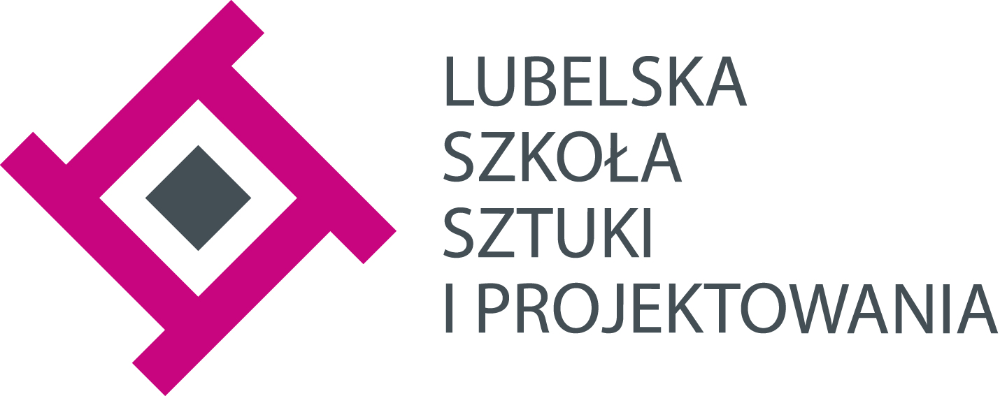 LUBELSKA
SZKOŁA
SZTUKI
I PROJEKTOWANIA